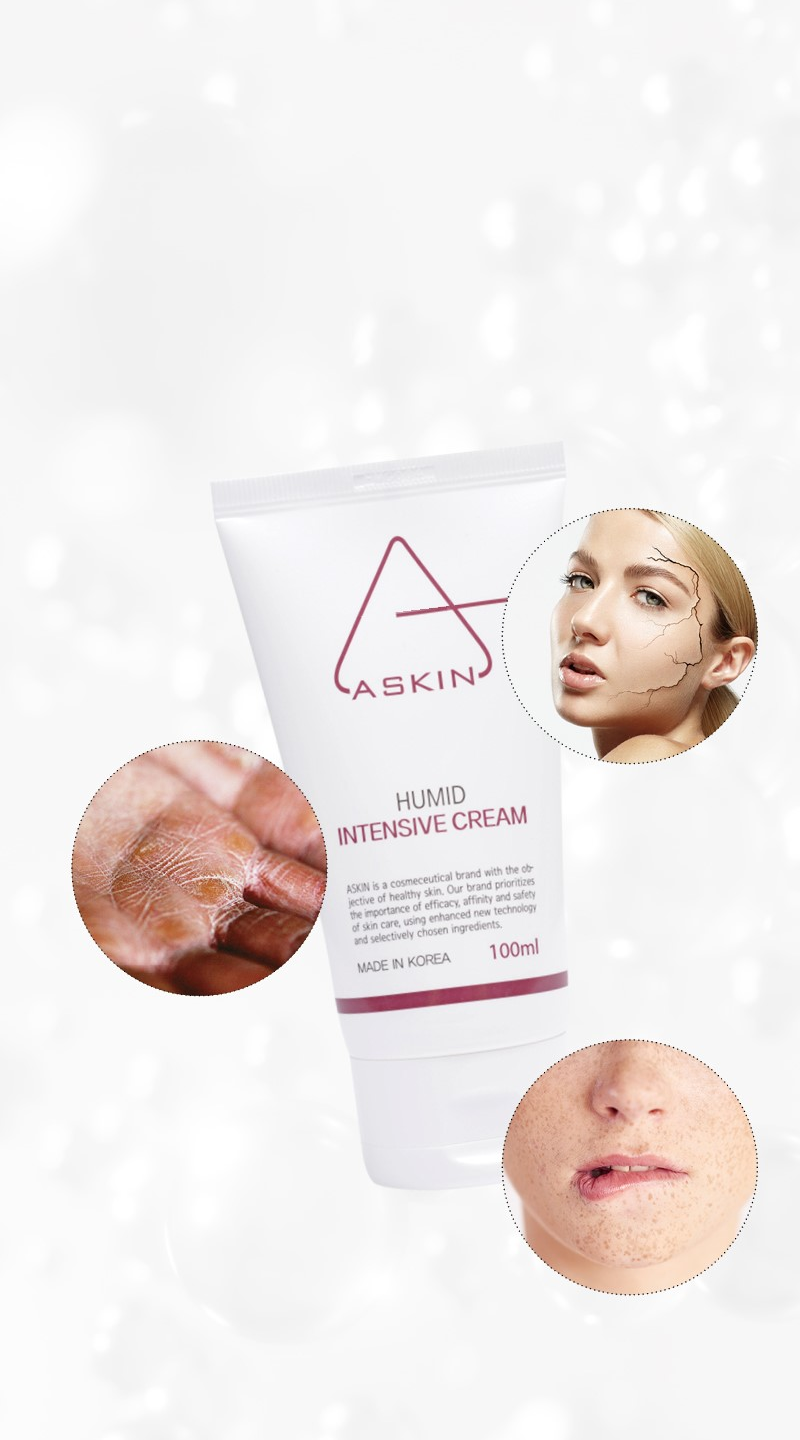 ASKIN
HUMID
INTENSIVE CREAM
ASKIN is a cosmeceutical brand with the ob-
jective of healthy skin. Our brand prioritizes
the importance of efficacy, affinity and safety
of skin care, using enhanced new technology
and selectively chosen ingredients.
MADE IN KOREA 100ml